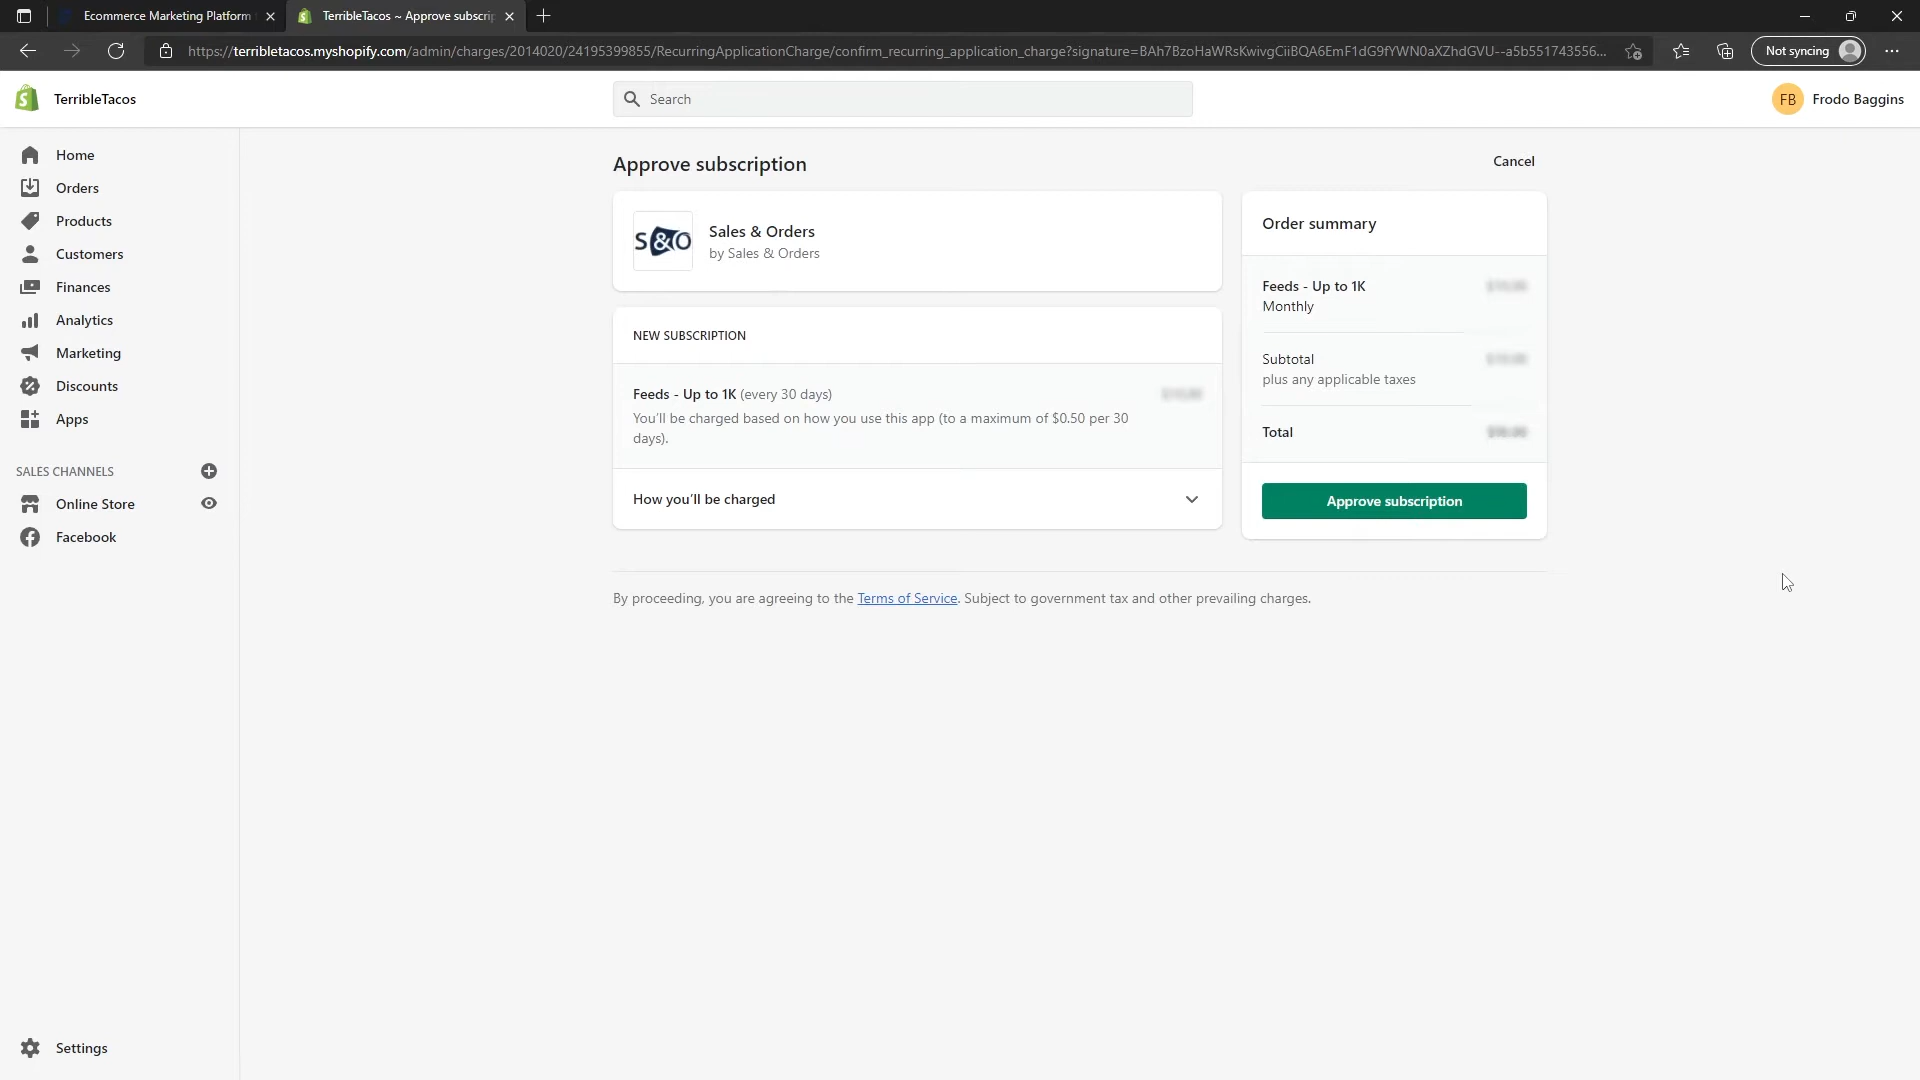 Ecommerce Marketing Platform
TerribleTacos ~ Approve subscrip
https://terribletacos.myshopify.com/admin/charges/2014020/24195399855/RecurringApplicationCharge/confirm_recurring_application_charge?signature=BAh7BzoHaWRsKwivgCiiBQA6EmF1dG9fYWN0aXZhdGVU--a5b551743556...
Not syncing
TerribleTacos
Search
FB Frodo Baggins
Home
Orders
Products
Customers
Finances
Analytics
Marketing
Discounts
Apps
SALES CHANNELS
Online Store
Facebook
Settings
Approve subscription
Cancel
S&O
Sales & Orders
by Sales & Orders
NEW SUBSCRIPTION
Feeds - Up to 1K (every 30 days)
You'll be charged based on how you use this app (to a maximum of $0.50 per 30
days).
How you'll be charged
Order summary
Feeds - Up to 1K
Monthly
Subtotal
plus any applicable taxes
Total
Approve subscription
By proceeding, you are agreeing to the Terms of Service. Subject to government tax and other prevailing charges.